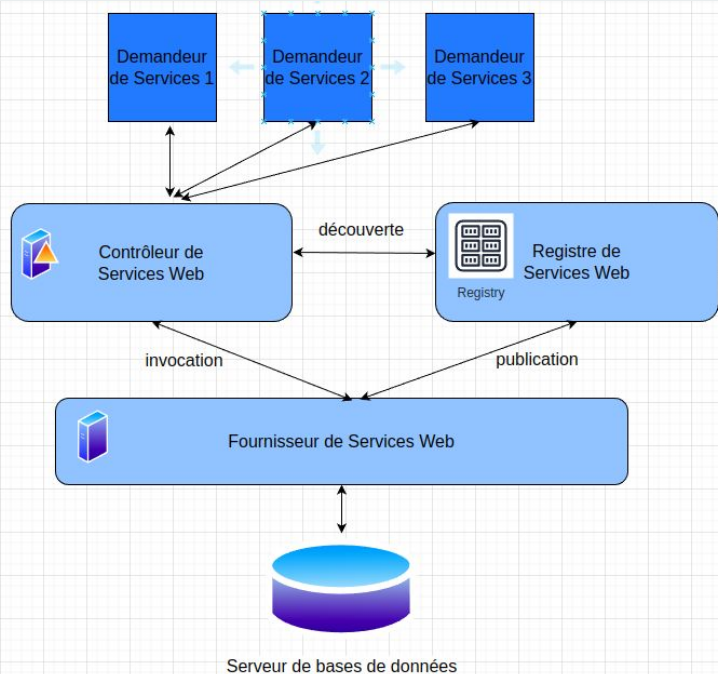 Demandeur
de Services 1
Demandeur
de Services 2
Demandeur
de Services 3
Contrôleur de
Services Web
découverte
Registre de
Services Web
Registry
invocation
publication
Fournisseur de Services Web
Serveur de bases de données